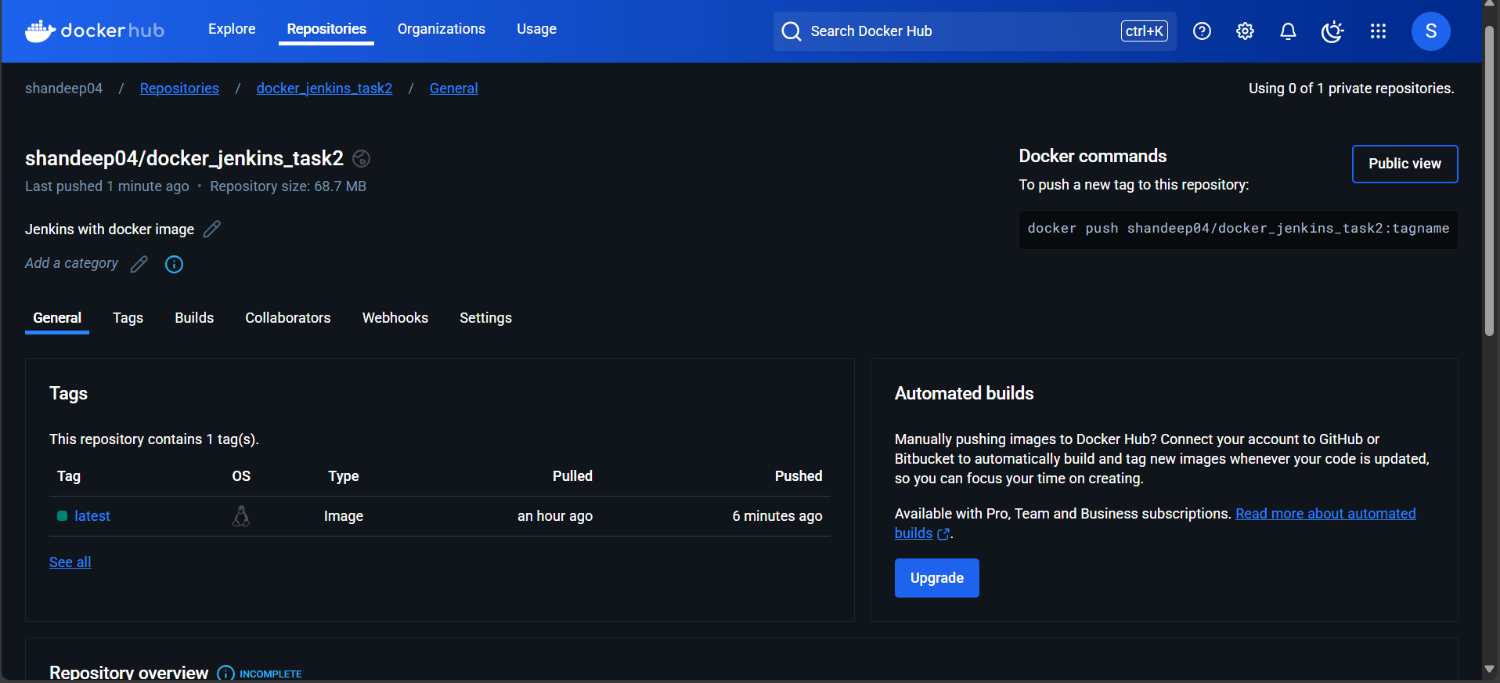 dockerhub Explore Repositories Organizations Usage Search Docker Hub ctrl+K S
shandeep04 / Repositories / docker_jenkins_task2 / General Using 0 of 1 private repositories.
shandeep04/docker_jenkins_task2
Last pushed 1 minute ago • Repository size: 68.7 MB
Jenkins with docker image
Add a category
Docker commands
Public view
To push a new tag to this repository:
docker push shandeep04/docker_jenkins_task2:tagname
General Tags Builds Collaborators Webhooks Settings
Tags
This repository contains 1 tag(s).
Tag OS Type Pulled Pushed
latest Image an hour ago 6 minutes ago
See all
Automated builds
Manually pushing images to Docker Hub? Connect your account to GitHub or
Bitbucket to automatically build and tag new images whenever your code is updated,
so you can focus your time on creating.
Available with Pro, Team and Business subscriptions. Read more about automated
builds .
Upgrade
Repository overview INCOMPLETE